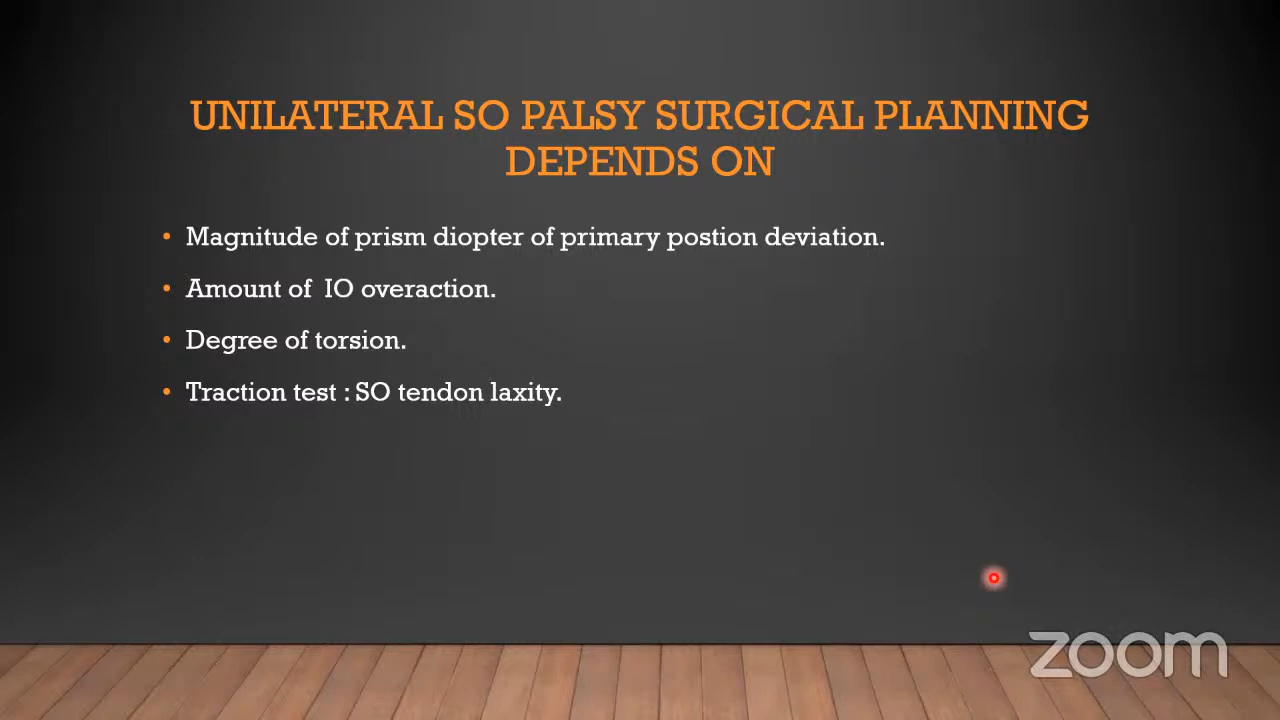 UNILATERAL SO PALSY SURGICAL PLANNING
DEPENDS ON
• Magnitude of prism diopter of primary postion deviation.
• Amount of  IO overaction.
• Degree of torsion.
• Traction test : SO tendon laxity.
zoom